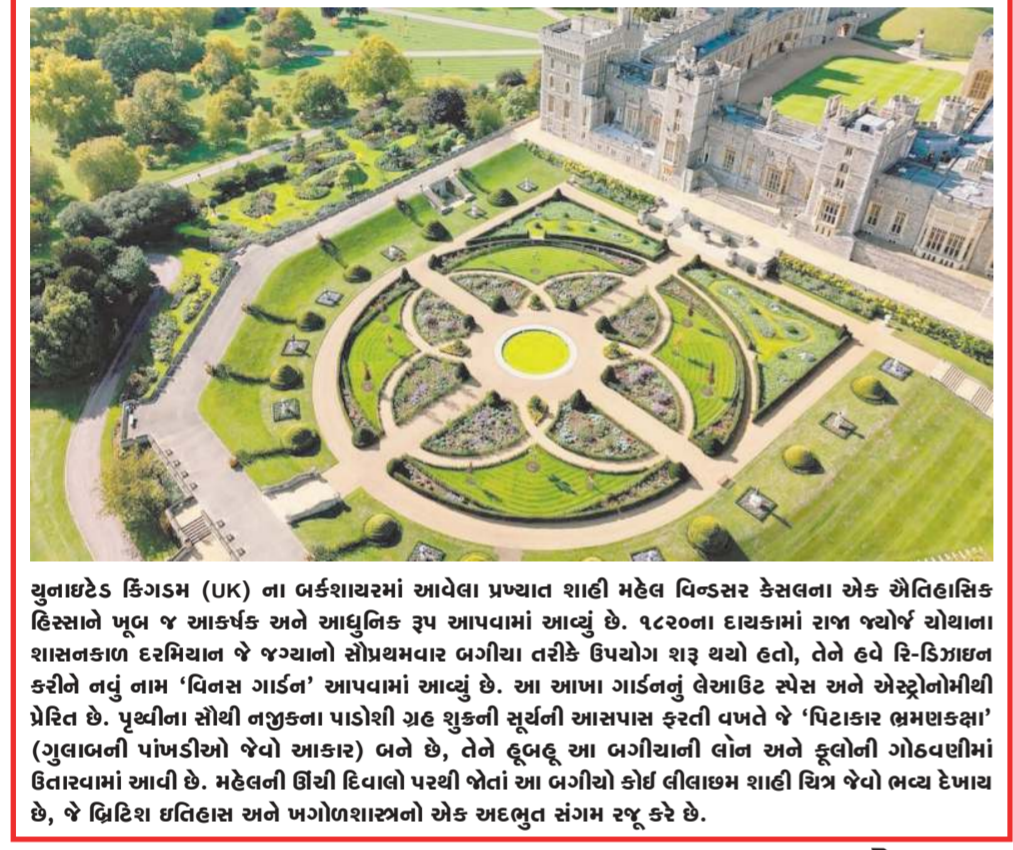 યુનાઇટેડ કિંગડમ (UK) ના બર્કશાયરમાં આવેલા પ્રખ્યાત શાહી મહેલ વિન્ડસર કેસલના એક ઐતિહાસિક
હિસ્સાને ખૂબ જ આકર્ષક અને આધુનિક રૂપ આપવામાં આવ્યું છે. ૧૮૨૦ના દાયકામાં રાજા જ્યોર્જ ચોથાના
શાસનકાળ દરમિયાન જે જગ્યાનો સૌપ્રથમવાર બગીચા તરીકે ઉપયોગ શરૂ થયો હતો, તેને હવે રિ-ડિઝાઇન
કરીને નવું નામ ‘વિનસ ગાર્ડન’ આપવામાં આવ્યું છે. આ આખા ગાર્ડનનું લેઆઉટ સ્પેસ અને એસ્ટ્રોનોમીથી
પ્રેરિત છે. પૃથ્વીના સૌથી નજીકના પાડોશી ગ્રહ શુક્રની સૂર્યની આસપાસ ફરતી વખતે જે ‘પિટાકાર ભ્રમણકક્ષા’
(ગુલાબની પાંખડીઓ જેવો આકાર) બને છે, તેને હૂબહૂ આ બગીચાની લૉન અને ફૂલોની ગોઠવણીમાં
ઉતારવામાં આવી છે. મહેલની ઊંચી દિવાલો પરથી જોતાં આ બગીચો કોઈ લીલાછમ શાહી ચિત્ર જેવો ભવ્ય દેખાય
છે, જે બ્રિટિશ ઇતિહાસ અને ખગોળશાસ્ત્રનો એક અદભુત સંગમ રજૂ કરે છે.